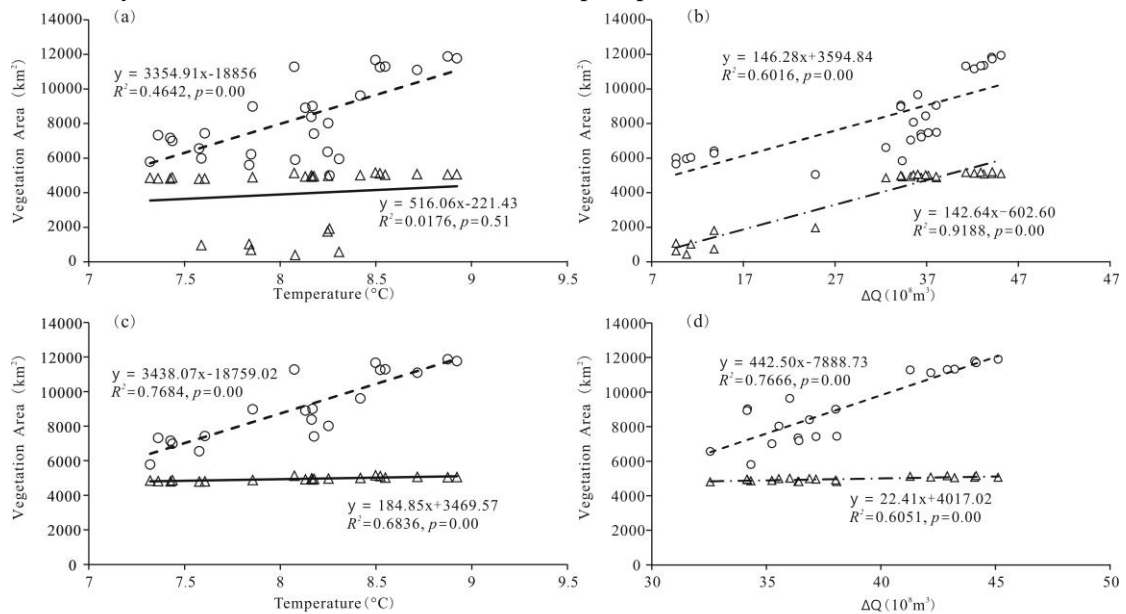 (a)
14000
12000
10000
8000
6000
4000
2000
0
Vegetation Area (km²)
y = 3354.91x-18856
R²=0.4642, p=0.00
y = 516.06x-221.43
R²=0.0176, p=0.51
7 7.5 8 8.5 9
Temperature(°C)
(b)
14000
12000
10000
8000
6000
4000
2000
0
Vegetation Area (km²)
y = 146.28x+3594.84
R²=0.6016, p=0.00
y = 142.64x-602.60
R²=0.9188, p=0.00
7 17 27 37 47 47
ΔQ(10⁸m³)
(c)
14000
12000
10000
8000
6000
4000
2000
0
Vegetation Area (km²)
y = 3438.07x-18759.02
R²=0.7684, p=0.00
y = 184.85x+3469.57
R²=0.6836, p=0.00
7 7.5 8 8.5 9
Temperature(°C)
(d)
14000
12000
10000
8000
6000
4000
2000
0
Vegetation Area (km²)
y = 442.50x-7888.73
R²=0.7666, p=0.00
y = 22.41x+4017.02
R²=0.6051, p=0.00
30 35 40 45 50
ΔQ(10⁸m³)